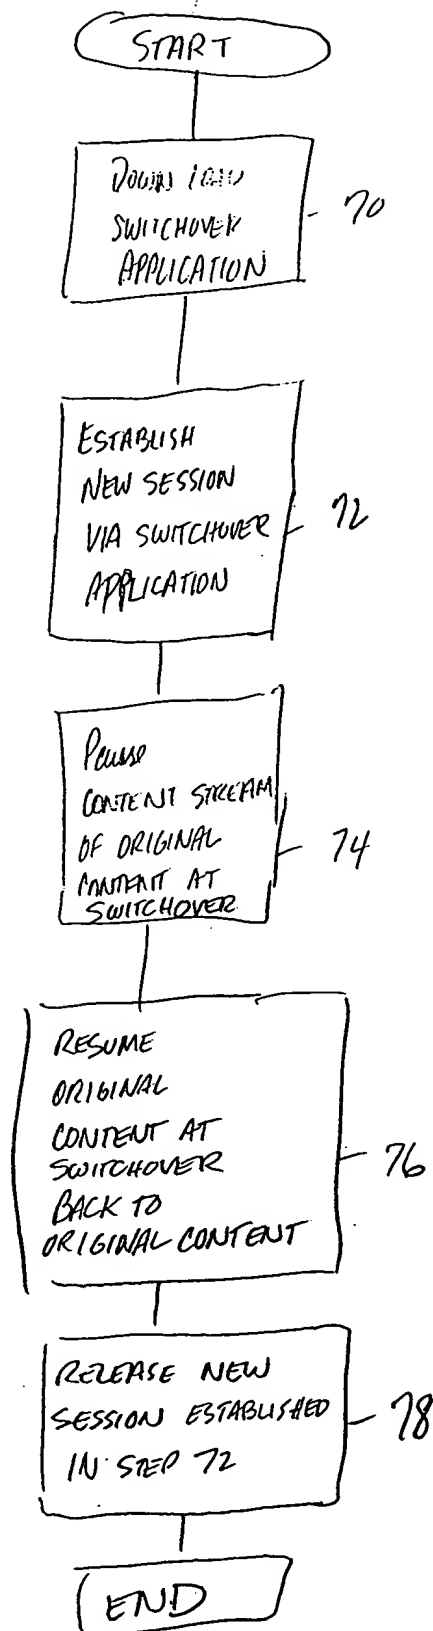 START
DOWNLOAD
SWITCHOVER
APPLICATION
70
ESTABLISH
NEW SESSION
VIA SWITCHOVER
APPLICATION
72
Pause
CONTENT STREAM
OF ORIGINAL
CONTENT AT
SWITCHOVER
74
RESUME
ORIGINAL
CONTENT AT
SWITCHOVER
BACK TO
ORIGINAL CONTENT
76
RELEASE NEW
SESSION ESTABLISHED
IN STEP 72
78
END